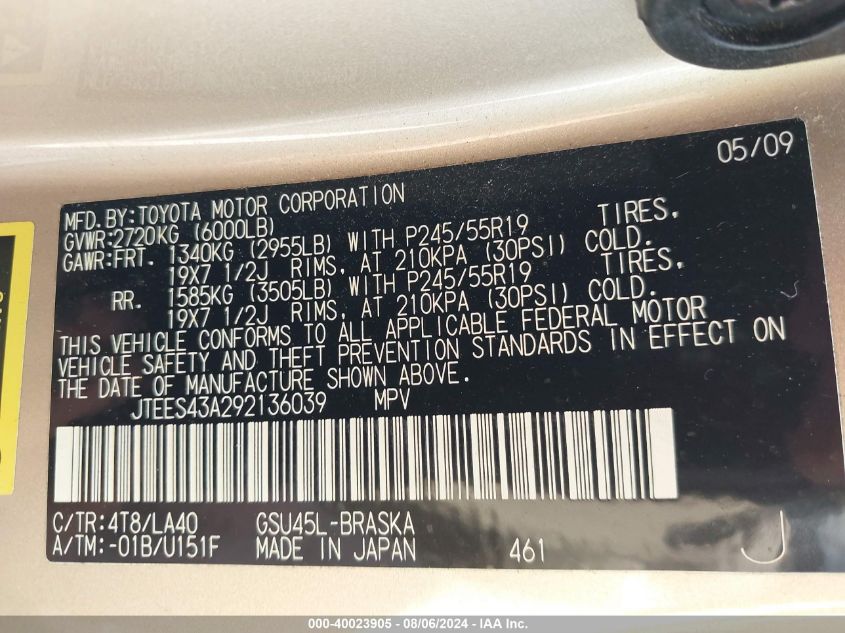 05/09
MFD.BY:TOYOTA MOTOR CORPORATION
GVWR:2720KG (6000LB)
GAWR:FRT. 1340KG (2955LB) WITH P245/55R19 TIRES,
19X7 1/2J RIMS, AT 210KPA (30PSI) COLD.
RR. 1585KG (3505LB) WITH P245/55R19 TIRES,
19X7 1/2J RIMS, AT 210KPA (30PSI) COLD.
THIS VEHICLE CONFORMS TO ALL APPLICABLE FEDERAL MOTOR
VEHICLE SAFETY AND THEFT PREVENTION STANDARDS IN EFFECT ON
THE DATE OF MANUFACTURE SHOWN ABOVE.
JTEES43A292136039 MPV
C/TR:4T8/LA40 GSU45L-BRASKA
A/TM:-01B/U151F MADE IN JAPAN 461 J
000-40023905 - 08/06/2024 - IAA Inc.